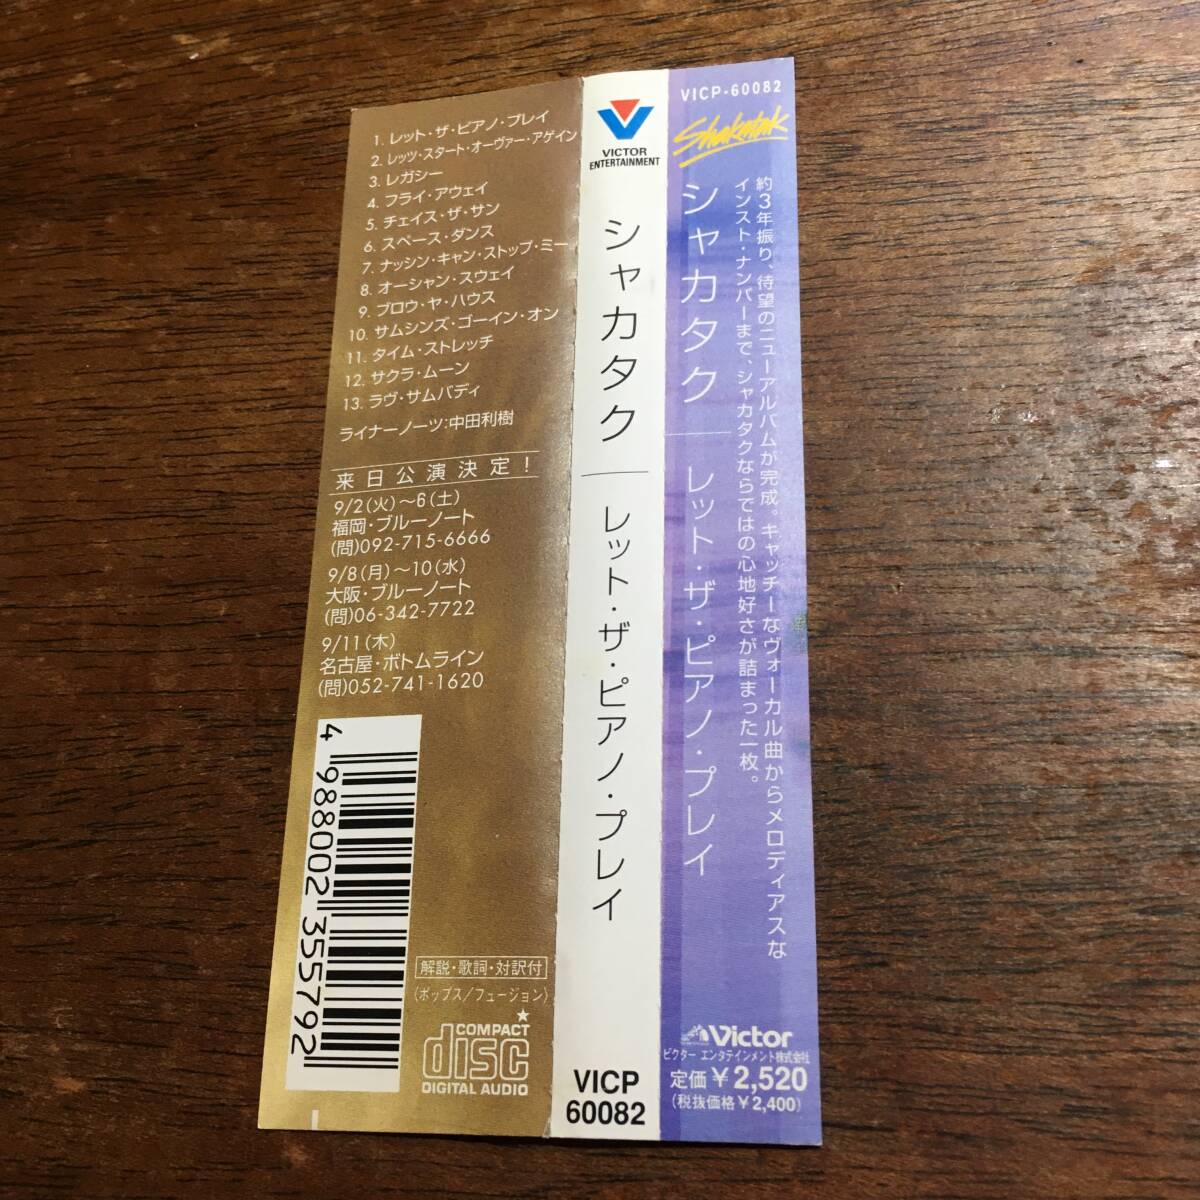 1. レット・ザ・ピアノ・プレイ
2. レッツ・スタート・オーヴァー・アゲイン
3. レガシー
4. フライ・アウェイ
5. チェイス・ザ・サン
6. スペース・ダンス
7. ナッシン・キャン・ストップ・ミー
8. オーシャン・スウェイ
9. ブロウ・ヤ・ハウス
10. サムシンズ・ゴーイン・オン
11. タイム・ストレッチ
12. サクラ・ムーン
13. ラヴ・サムバディ
ライナーノーツ:中田利樹
来日公演決定!
9/2(火)〜6(土)
福岡・ブルーノート
(問)092-715-6666
9/8(月)〜10(水)
大阪・ブルーノート
(問)06-342-7722
9/11(木)
名古屋・ボトムライン
(問)052-741-1620
4 988002 355792
解説・歌詞・対訳付
(ポップス/フュージョン)
★
COMPACT
disc
DIGITAL AUDIO
VICTOR
ENTERTAINMENT
シャカタク
レット・ザ・ピアノ・プレイ
VICP
60082
VICP-60082
Shakatak
シャカタク
レット・ザ・ピアノ・プレイ
約3年振り、待望のニューアルバムが完成。キャッチーなヴォーカル曲からメロディアスな
インスト・ナンバーまで、シャカタクならではの心地好さが詰まった一枚。
Victor
ビクター エンタテインメント株式会社
定価￥2,520
(税抜価格￥2,400)